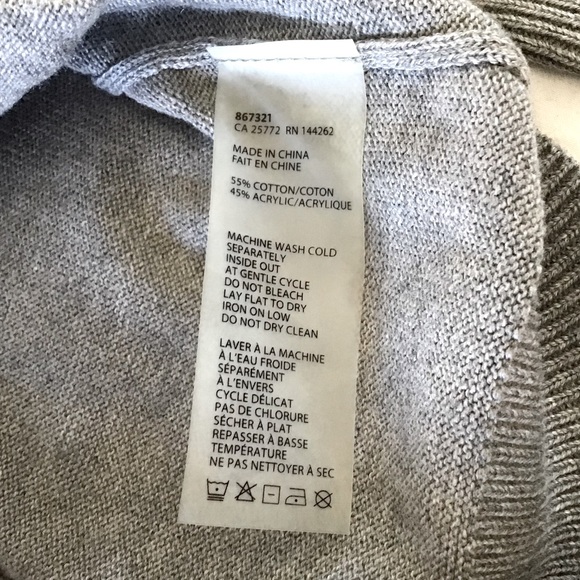 867321
CA 25772 RN 144262
MADE IN CHINA
FAIT EN CHINE
55% COTTON/COTON
45% ACRYLIC/ACRYLIQUE
MACHINE WASH COLD
SEPARATELY
INSIDE OUT
AT GENTLE CYCLE
DO NOT BLEACH
LAY FLAT TO DRY
IRON ON LOW
DO NOT DRY CLEAN
LAVER À LA MACHINE
À L'EAU FROIDE
SÉPARÉMENT
À L'ENVERS
CYCLE DÉLICAT
PAS DE CHLORURE
SÉCHER À PLAT
REPASSER À BASSE
TEMPÉRATURE
NE PAS NETTOYER À SEC